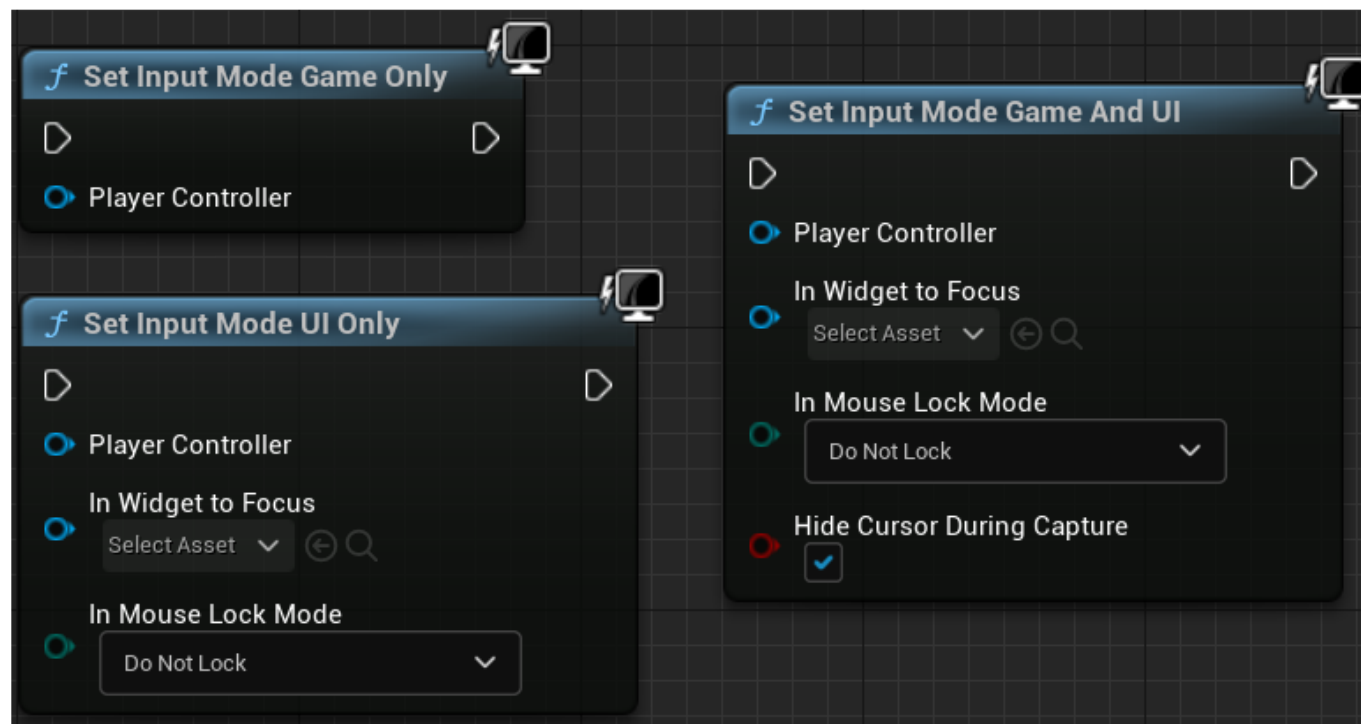 f Set Input Mode Game Only
Player Controller
f Set Input Mode UI Only
Player Controller
In Widget to Focus
Select Asset
In Mouse Lock Mode
Do Not Lock
f Set Input Mode Game And UI
Player Controller
In Widget to Focus
Select Asset
In Mouse Lock Mode
Do Not Lock
Hide Cursor During Capture